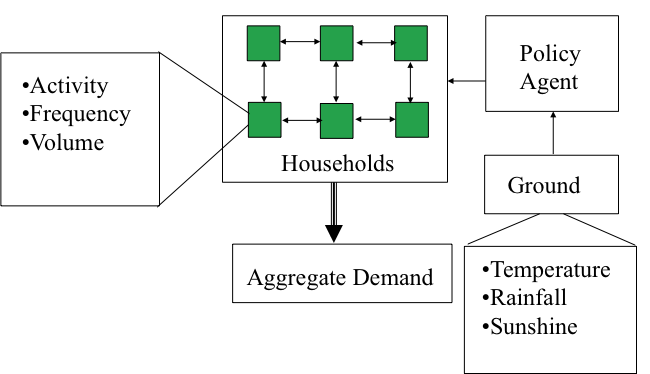 •Activity
•Frequency
•Volume
Households
Policy
Agent
Ground
Aggregate Demand
•Temperature
•Rainfall
•Sunshine